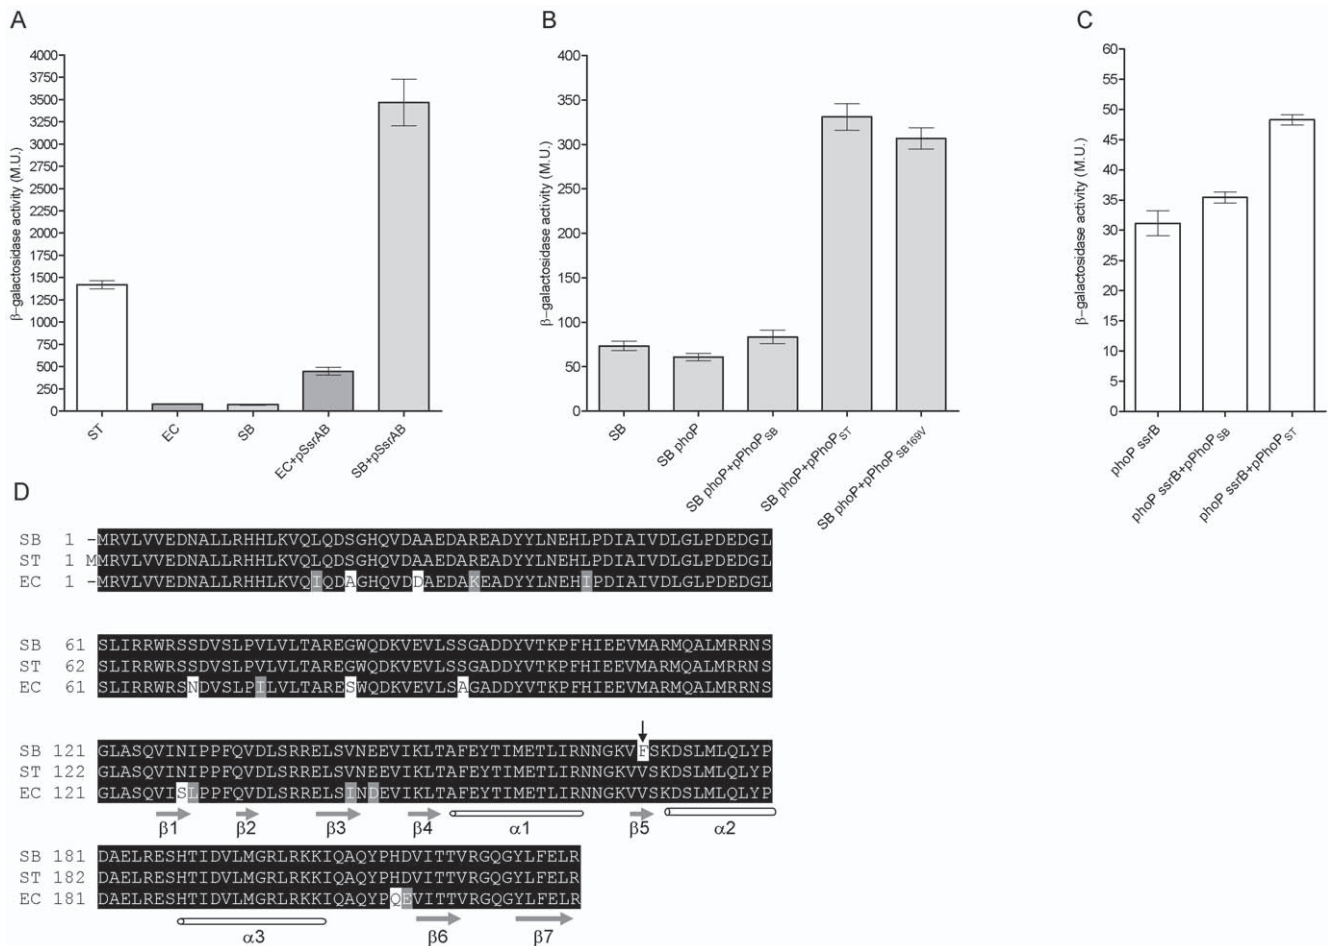 A
β−galactosidase activity (M.U.)
4000
3750
3500
3250
3000
2750
2500
2250
2000
1750
1500
1250
1000
750
500
250
0
ST
EC
SB
EC+pSsrAB
SB+pSsrAB
B
β−galactosidase activity (M.U.)
400
350
300
250
200
150
100
50
0
SB
SB phoP
SB phoP+pPhoPSB
SB phoP+pPhoPST
SB phoP+pPhoPSB169V
C
β−galactosidase activity (M.U.)
60
55
50
45
40
35
30
25
20
15
10
5
0
phoP ssrB
phoP ssrB+pPhoPSB
phoP ssrB+pPhoPST
D
SB 1 -MRVLVVEDNALLRHHLKVQLQDSGHQVDAAEDAREADYYLNEHLPDIAIVDLGLPDEDGL
ST 1 MMRVLVVEDNALLRHHLKVQLQDSGHQVDAAEDAREADYYLNEHLPDIAIVDLGLPDEDGL
EC 1 -MRVLVVEDNALLRHHLKVQIQDAGHQVDDAEDAKEADYYLNEHIPDIAIVDLGLPDEDGL
SB 61 SLIRRWRSSDVSLPVLVLTAREGWQDKVEVLSSGADDYVTKPFHIEEVMARMQALMRRNS
ST 62 SLIRRWRSSDVSLPVLVLTAREGWQDKVEVLSSGADDYVTKPFHIEEVMARMQALMRRNS
EC 61 SLIRRWRSNDVSLPILVLTARESWQDKVEVLSAGADDYVTKPFHIEEVMARMQALMRRNS
SB 121 GLASQVINIPPFQVDLSRRELSVNEEVIKLTAFEYTIMETLIRNNGKVFSKDSLMLQLYP
ST 122 GLASQVINIPPFQVDLSRRELSVNEEVIKLTAFEYTIMETLIRNNGKVVSKDSLMLQLYP
EC 121 GLASQVISLPPFQVDLSRRELSINDEVIKLTAFEYTIMETLIRNNGKVVSKDSLMLQLYP
β1 β2 β3 β4 α1 β5 α2
SB 181 DAELRESHTIDVLMGRLRKKIQAQYPHDVITTVRGQGYLFELR
ST 182 DAELRESHTIDVLMGRLRKKIQAQYPHDVITTVRGQGYLFELR
EC 181 DAELRESHTIDVLMGRLRKKIQAQYPQEVITTVRGQGYLFELR
α3 β6 β7